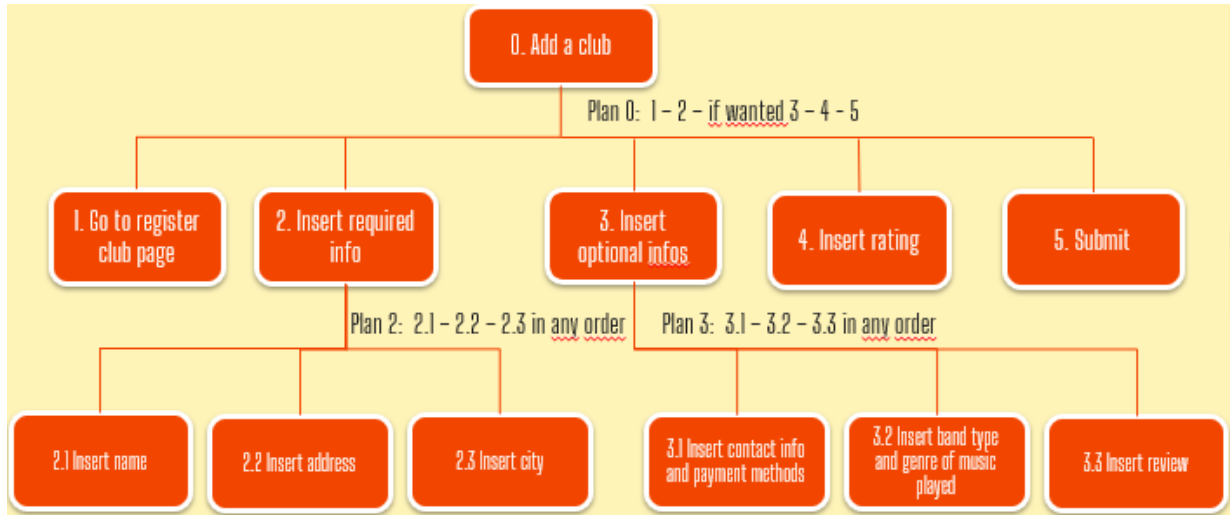 0. Add a club
Plan 0: 1 – 2 – if wanted 3 – 4 – 5
1. Go to register
club page
2. Insert required
info
3. Insert
optional infos
4. Insert rating
5. Submit
Plan 2: 2.1 – 2.2 – 2.3 in any order
Plan 3: 3.1 – 3.2 – 3.3 in any order
2.1 Insert name
2.2 Insert address
2.3 Insert city
3.1 Insert contact info
and payment methods
3.2 Insert band type
and genre of music
played
3.3 Insert review